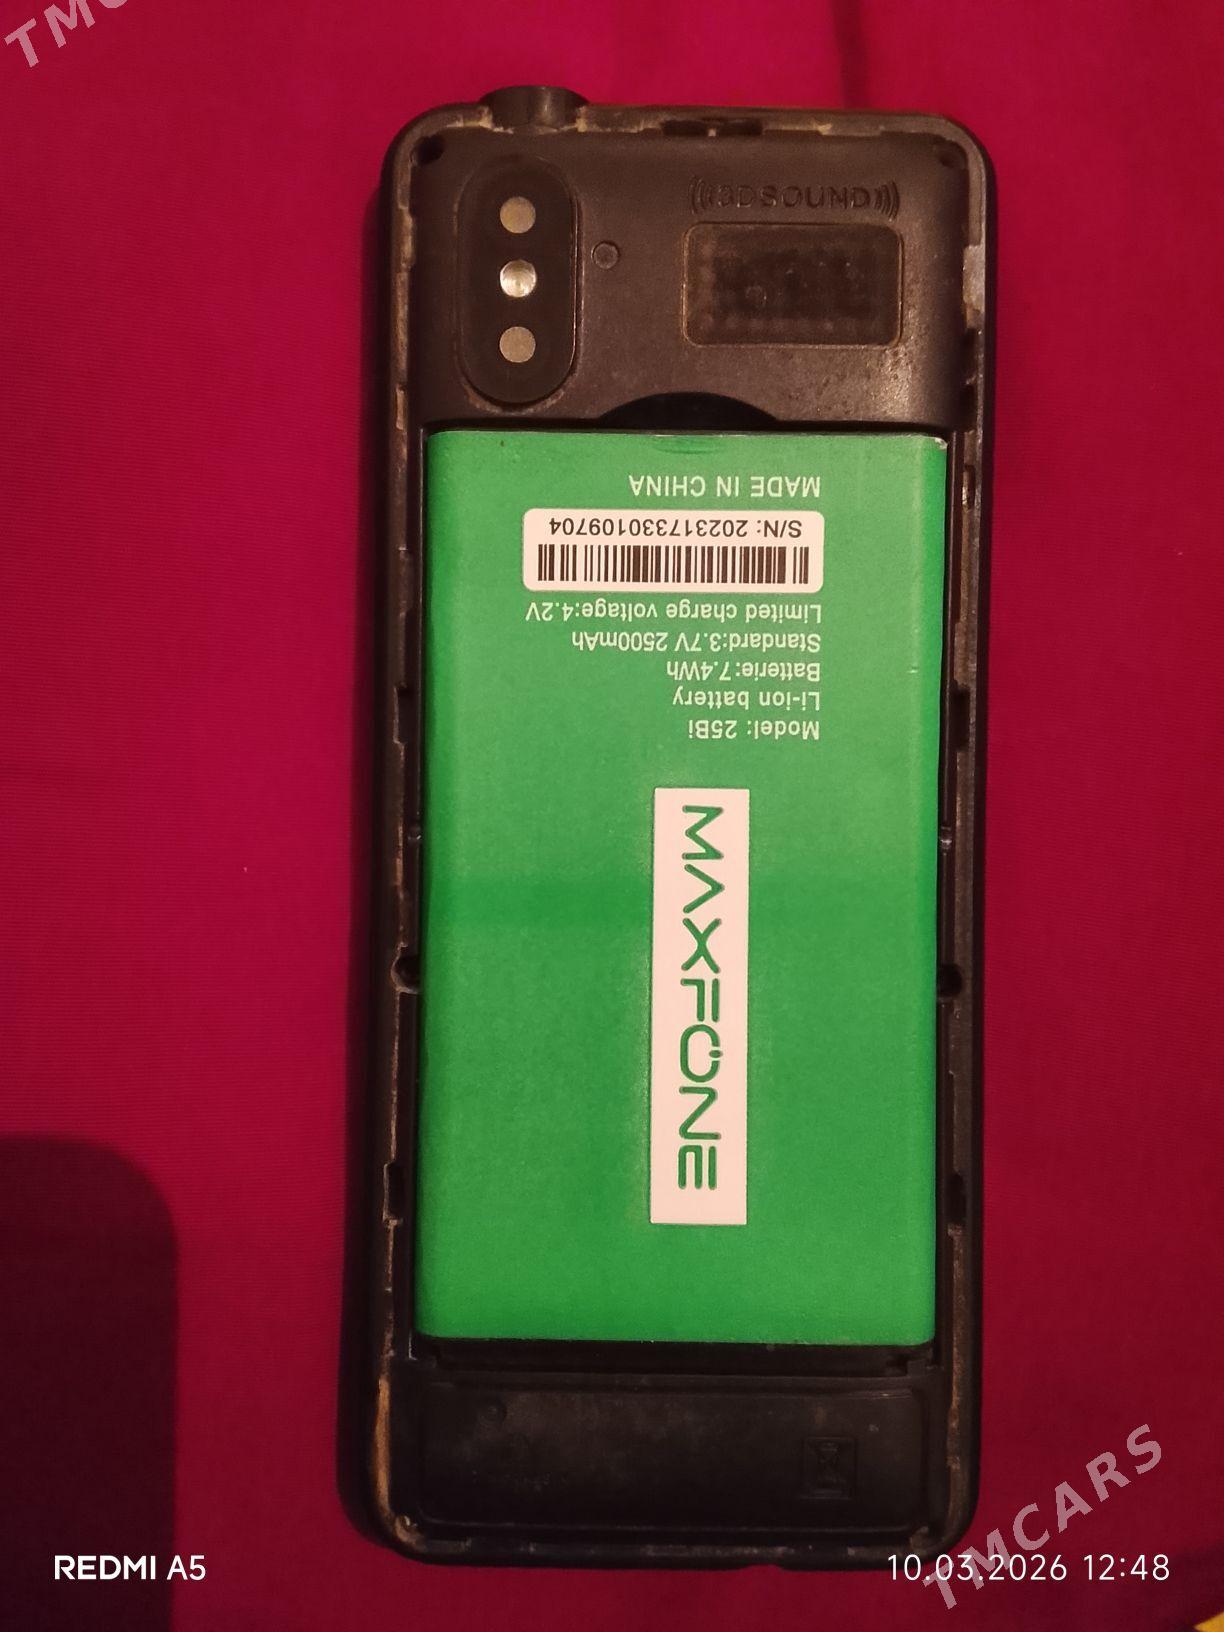 TMC
((((3DSOUND))))
MAXFONE
Model: 25Bi
Li-ion battery
Batterie:7.4Wh
Standard:3.7V 2500mAh
Limited charge voltage:4.2V
S/N: 202317330109704
MADE IN CHINA
REDMI A5
10.03.2026 12:48
TMCARS